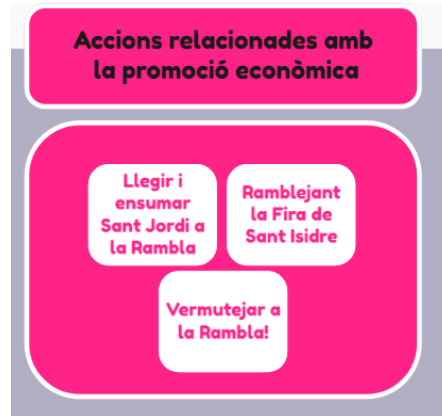 Accions relacionades amb
la promoció econòmica
Llegir i
ensumar
Sant Jordi a
la Rambla
Ramblejant
la Fira de
Sant Isidre
Vermutejar a
la Rambla!